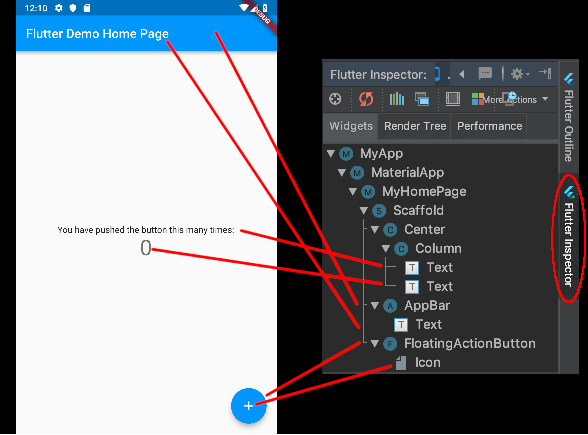 12:10
DEBUG
Flutter Demo Home Page
You have pushed the button this many times:
0
Flutter Inspector:
More Actions
Widgets
Render Tree
Performance
M MyApp
M MaterialApp
M MyHomePage
S Scaffold
C Center
C Column
T Text
T Text
A AppBar
T Text
F FloatingActionButton
Icon
Flutter Outline
Flutter Inspector